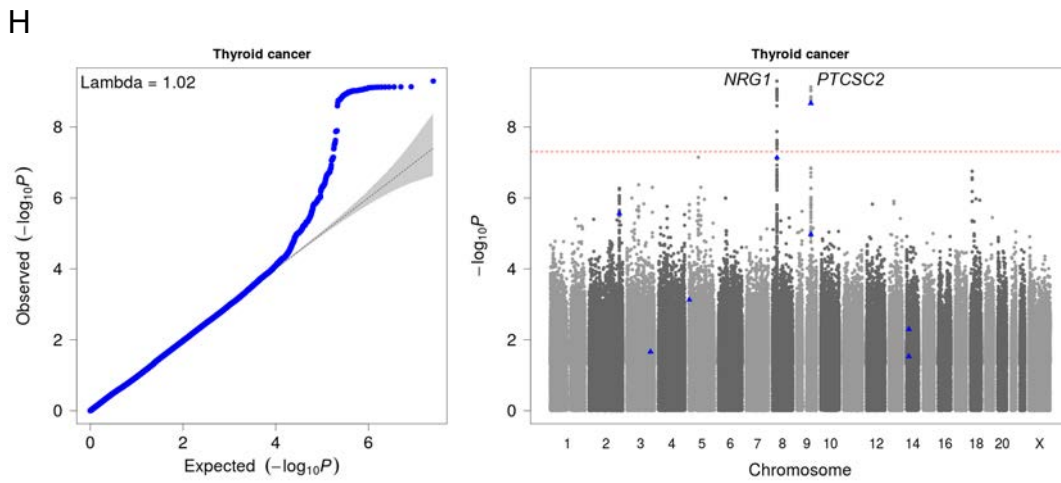 H
Thyroid cancer
Lambda = 1.02
Observed (−log10P)
8
6
4
2
0
0 2 4 6
Expected (−log10P)
Thyroid cancer
NRG1 PTCSC2
−log10P
8
6
4
2
0
1 2 3 4 5 6 7 8 9 10 12 14 16 18 20 X
Chromosome